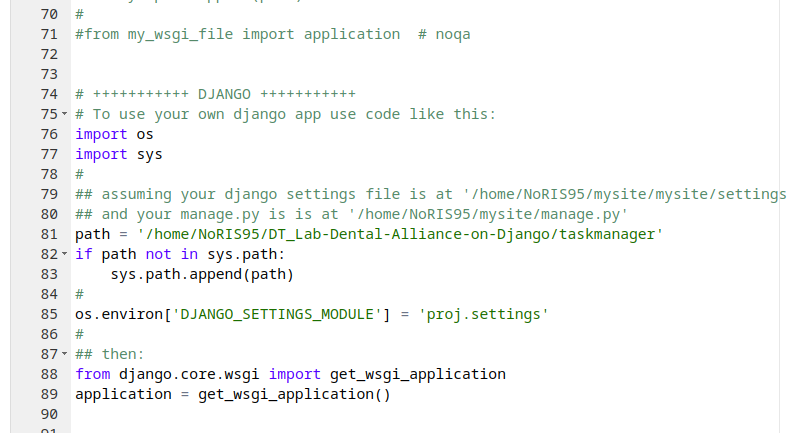 70 #
71 #from my_wsgi_file import application  # noqa
72
73
74 # +++++++++++ DJANGO +++++++++++
75 # To use your own django app use code like this:
76 import os
77 import sys
78 #
79 ## assuming your django settings file is at '/home/NoRIS95/mysite/mysite/settings
80 ## and your manage.py is is at '/home/NoRIS95/mysite/manage.py'
81 path = '/home/NoRIS95/DT_Lab-Dental-Alliance-on-Django/taskmanager'
82 if path not in sys.path:
83     sys.path.append(path)
84 #
85 os.environ['DJANGO_SETTINGS_MODULE'] = 'proj.settings'
86 #
87 ## then:
88 from django.core.wsgi import get_wsgi_application
89 application = get_wsgi_application()
90